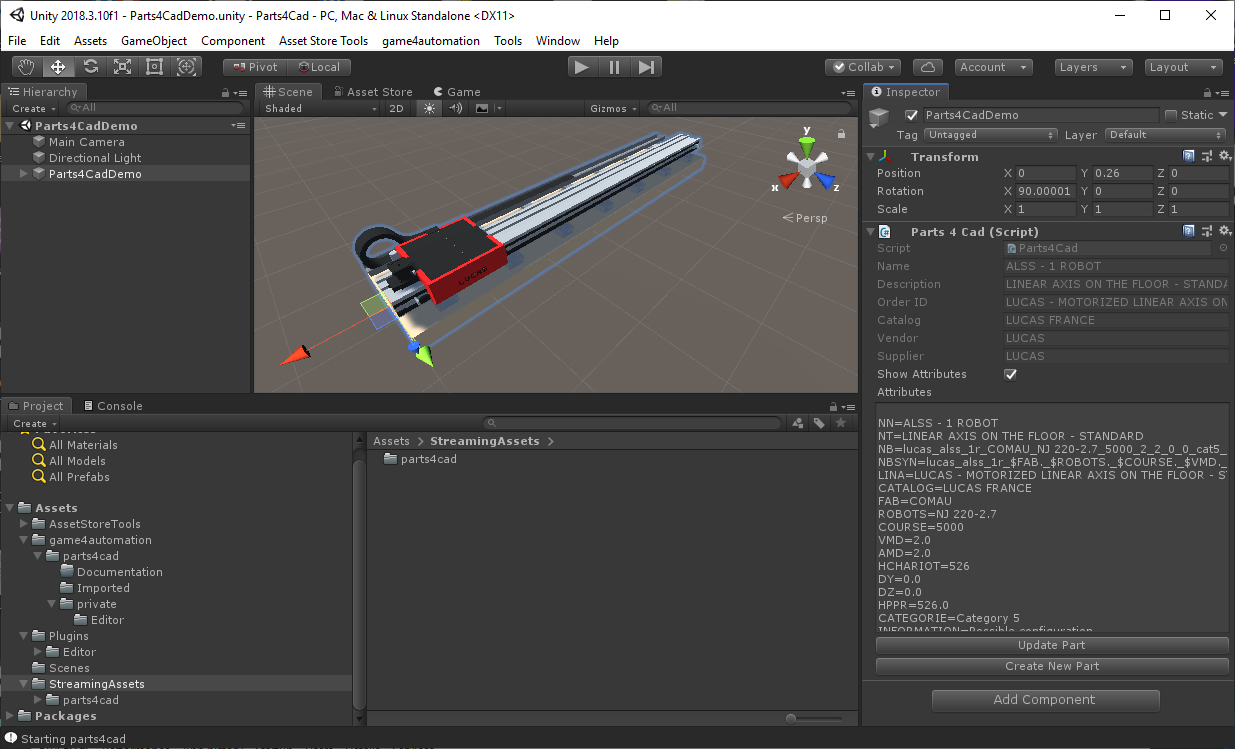 Unity 2018.3.10f1 - Parts4CadDemo.unity - Parts4Cad - PC, Mac & Linux Standalone <DX11>
File Edit Assets GameObject Component Asset Store Tools game4automation Tools Window Help
Pivot Local Collab Account Layers Layout
Hierarchy
Create All
Parts4CadDemo
Main Camera
Directional Light
Parts4CadDemo
Scene Asset Store Game
Shaded 2D Gizmos All
y
x
z
Persp
LUCAS
Project Console
Create
All Materials
All Models
All Prefabs
Assets
AssetStoreTools
game4automation
parts4cad
Documentation
Imported
private
Editor
Plugins
Editor
Scenes
StreamingAssets
parts4cad
Packages
Assets > StreamingAssets >
parts4cad
Inspector
Parts4CadDemo Static
Tag Untagged Layer Default
Transform
Position X 0 Y 0.26 Z 0
Rotation X 90.00001 Y 0 Z 0
Scale X 1 Y 1 Z 1
Parts 4 Cad (Script)
Script Parts4Cad
Name ALSS - 1 ROBOT
Description LINEAR AXIS ON THE FLOOR - STANDA
Order ID LUCAS - MOTORIZED LINEAR AXIS ON
Catalog LUCAS FRANCE
Vendor LUCAS
Supplier LUCAS
Show Attributes
Attributes
NN=ALSS - 1 ROBOT
NT=LINEAR AXIS ON THE FLOOR - STANDARD
NB=lucas_alss_1r_COMAU_NJ 220-2.7_5000_2_2_0_0_cat5_
NBSYN=lucas_alss_1r_$FAB._$ROBOTS._$COURSE._$VMD._
LINA=LUCAS - MOTORIZED LINEAR AXIS ON THE FLOOR - ST
CATALOG=LUCAS FRANCE
FAB=COMAU
ROBOTS=NJ 220-2.7
COURSE=5000
VMD=2.0
AMD=2.0
HCHARIOT=526
DY=0.0
DZ=0.0
HPPR=526.0
CATEGORIE=Category 5
INFORMATION=Possible configuration
Update Part
Create New Part
Add Component
Starting parts4cad